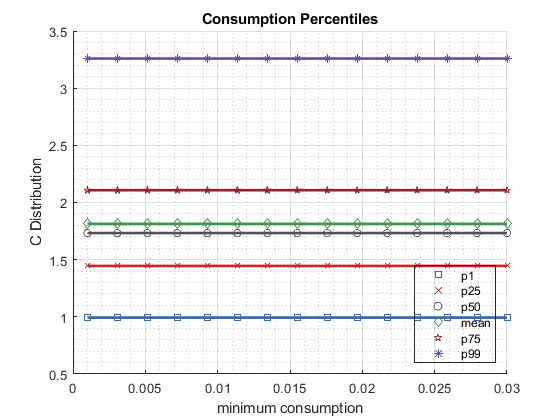 Consumption Percentiles
3.5
3
2.5
2
1.5
1
0.5
C Distribution
p1
p25
p50
mean
p75
p99
0 0.005 0.01 0.015 0.02 0.025 0.03
minimum consumption